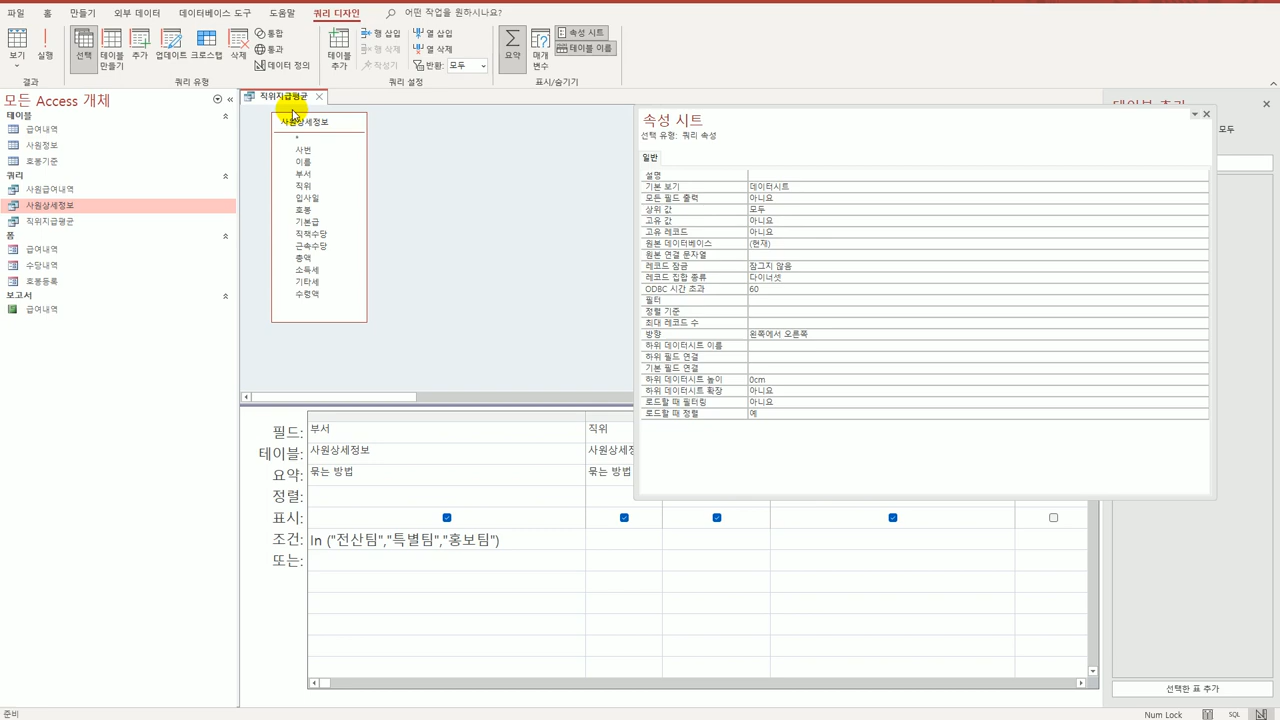 파일 홈 만들기 외부 데이터 데이터베이스 도구 도움말 쿼리 디자인 어떤 작업을 원하시나요?
보기 실행 선택 테이블 만들기 추가 업데이트 크로스탭 삭제 통합 통과 데이터 정의 테이블 추가 행 삽입 행 삭제 작성기 열 삽입 열 삭제 반환: 모두 요약 매개 변수 속성 시트 테이블 이름
결과 쿼리 유형 쿼리 설정 표시/숨기기
모든 Access 개체
테이블
급여내역
사원정보
호봉기준
쿼리
사원급여내역
사원상세정보
직위지급평균
폼
급여내역
수당내역
호봉등록
보고서
급여내역
직위지급평균
사원상세정보
*
사번
이름
부서
직위
입사일
호봉
기본급
직책수당
근속수당
총액
소득세
기타세
수령액
속성 시트
선택 유형: 쿼리 속성
일반
설명
기본 보기 데이터시트
모든 필드 출력 아니요
상위 값 모두
고유 값 아니요
고유 레코드 아니요
원본 데이터베이스 (현재)
원본 연결 문자열
레코드 잠금 잠그지 않음
레코드 집합 종류 다이너셋
ODBC 시간 초과 60
필터
정렬 기준
최대 레코드 수
방향 왼쪽에서 오른쪽
하위 데이터시트 이름
하위 필드 연결
기본 필드 연결
하위 데이터시트 높이 0cm
하위 데이터시트 확장 아니요
로드할 때 필터링 아니요
로드할 때 정렬 예
모두
필드: 부서 직위
테이블: 사원상세정보
요약: 묶는 방법 묶는 방법
정렬:
표시:
조건: In ("전산팀","특별팀","홍보팀")
또는:
선택한 표 추가
준비 Num Lock SQL